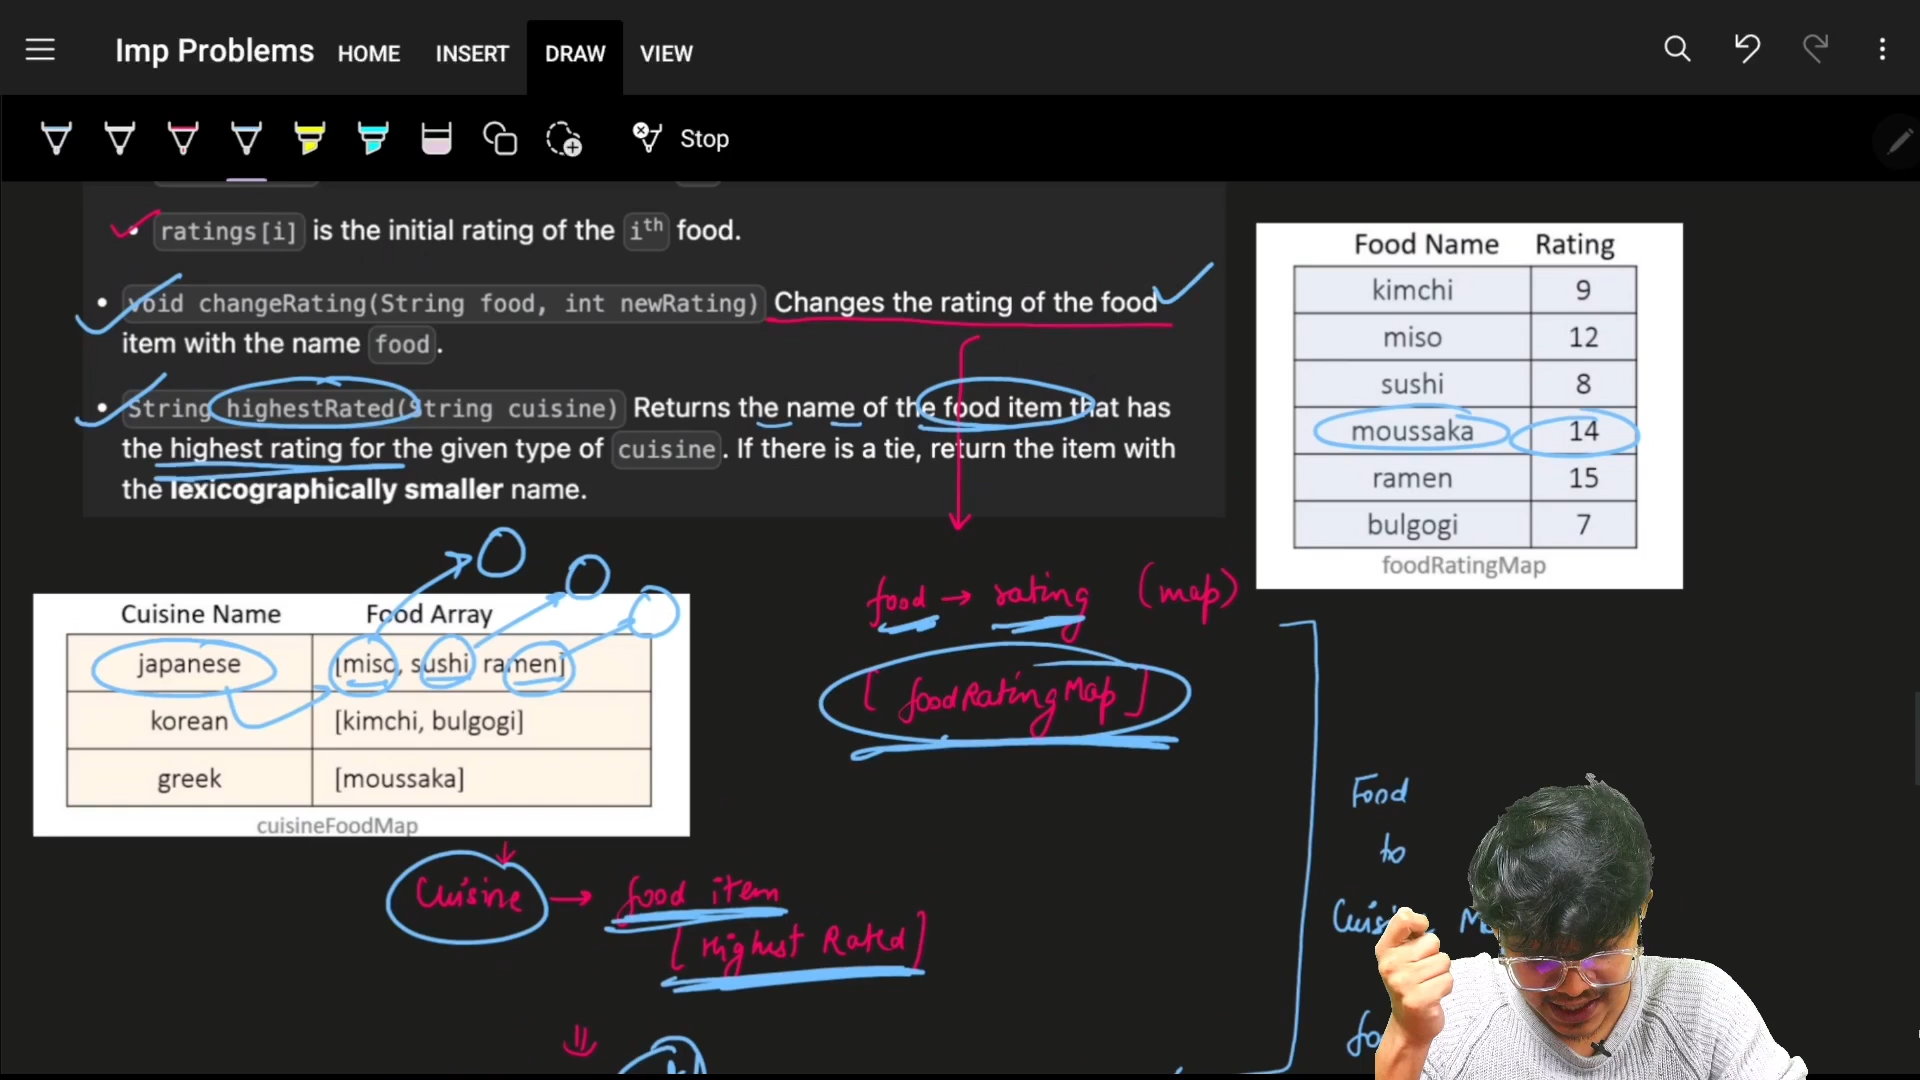 Imp Problems HOME INSERT DRAW VIEW
Stop
ratings[i] is the initial rating of the ith food.
void changeRating(String food, int newRating) Changes the rating of the food
item with the name food.
String highestRated(String cuisine) Returns the name of the food item that has
the highest rating for the given type of cuisine. If there is a tie, return the item with
the lexicographically smaller name.
Food Name Rating
kimchi 9
miso 12
sushi 8
moussaka 14
ramen 15
bulgogi 7
foodRatingMap
Cuisine Name Food Array
japanese [miso, sushi ramen]
korean [kimchi, bulgogi]
greek [moussaka]
cuisineFoodMap
food → rating (map)
[foodRatingMap]
Cuisine → food item
[Highest Rated]
Food
to